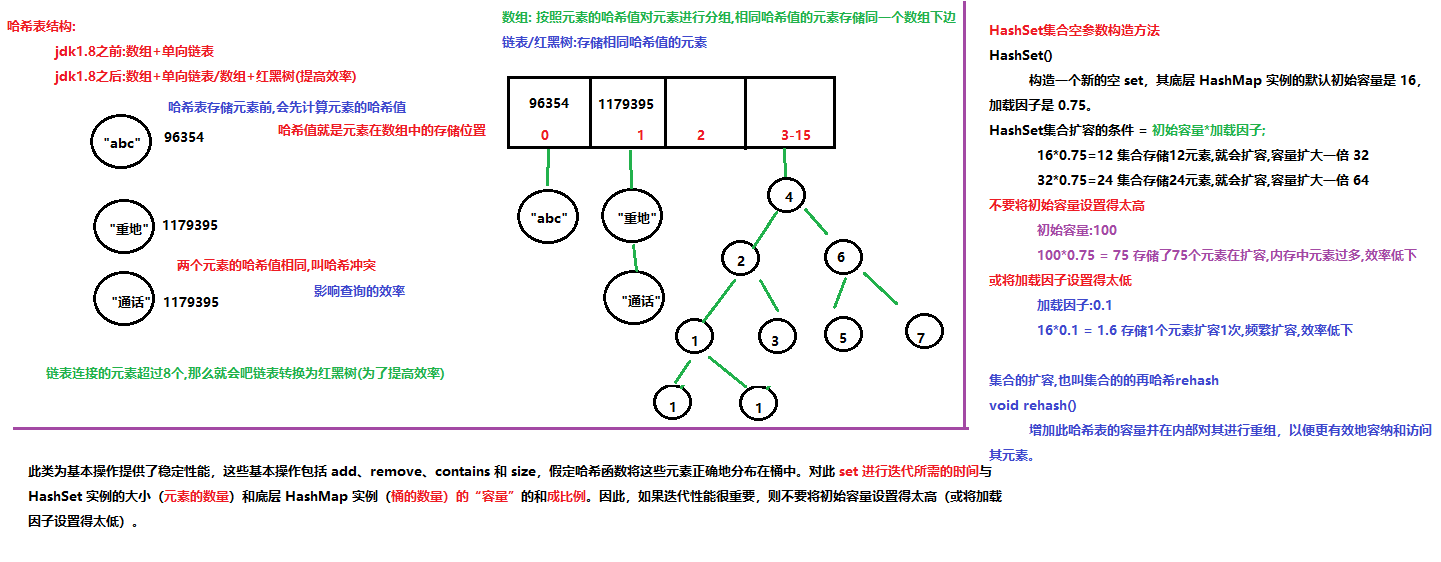 哈希表结构:
jdk1.8之前:数组+单向链表
jdk1.8之后:数组+单向链表/数组+红黑树(提高效率)
哈希表存储元素前,会先计算元素的哈希值
"abc"
96354
哈希值就是元素在数组中的存储位置
"重地"
1179395
两个元素的哈希值相同,叫哈希冲突
影响查询的效率
"通话"
1179395
链表连接的元素超过8个,那么就会吧链表转换为红黑树(为了提高效率)
数组: 按照元素的哈希值对元素进行分组,相同哈希值的元素存储同一个数组下边
链表/红黑树:存储相同哈希值的元素
96354
1179395
0
1
2
3-15
"abc"
"重地"
"通话"
4
2
6
1
3
5
7
1
1
HashSet集合空参数构造方法
HashSet()
构造一个新的空 set，其底层 HashMap 实例的默认初始容量是 16，
加载因子是 0.75。
HashSet集合扩容的条件 = 初始容量*加载因子;
16*0.75=12 集合存储12元素,就会扩容,容量扩大一倍 32
32*0.75=24 集合存储24元素,就会扩容,容量扩大一倍 64
不要将初始容量设置得太高
初始容量:100
100*0.75 = 75 存储了75个元素在扩容,内存中元素过多,效率低下
或将加载因子设置得太低
加载因子:0.1
16*0.1 = 1.6 存储1个元素扩容1次,频繁扩容,效率低下
集合的扩容,也叫集合的的再哈希rehash
void rehash()
增加此哈希表的容量并在内部对其进行重组，以便更有效地容纳和访问
其元素。
此类为基本操作提供了稳定性能，这些基本操作包括 add、remove、contains 和 size，假定哈希函数将这些元素正确地分布在桶中。对此 set 进行迭代所需的时间与
HashSet 实例的大小（元素的数量）和底层 HashMap 实例（桶的数量）的“容量”的和成比例。因此，如果迭代性能很重要，则不要将初始容量设置得太高（或将加载
因子设置得太低）。